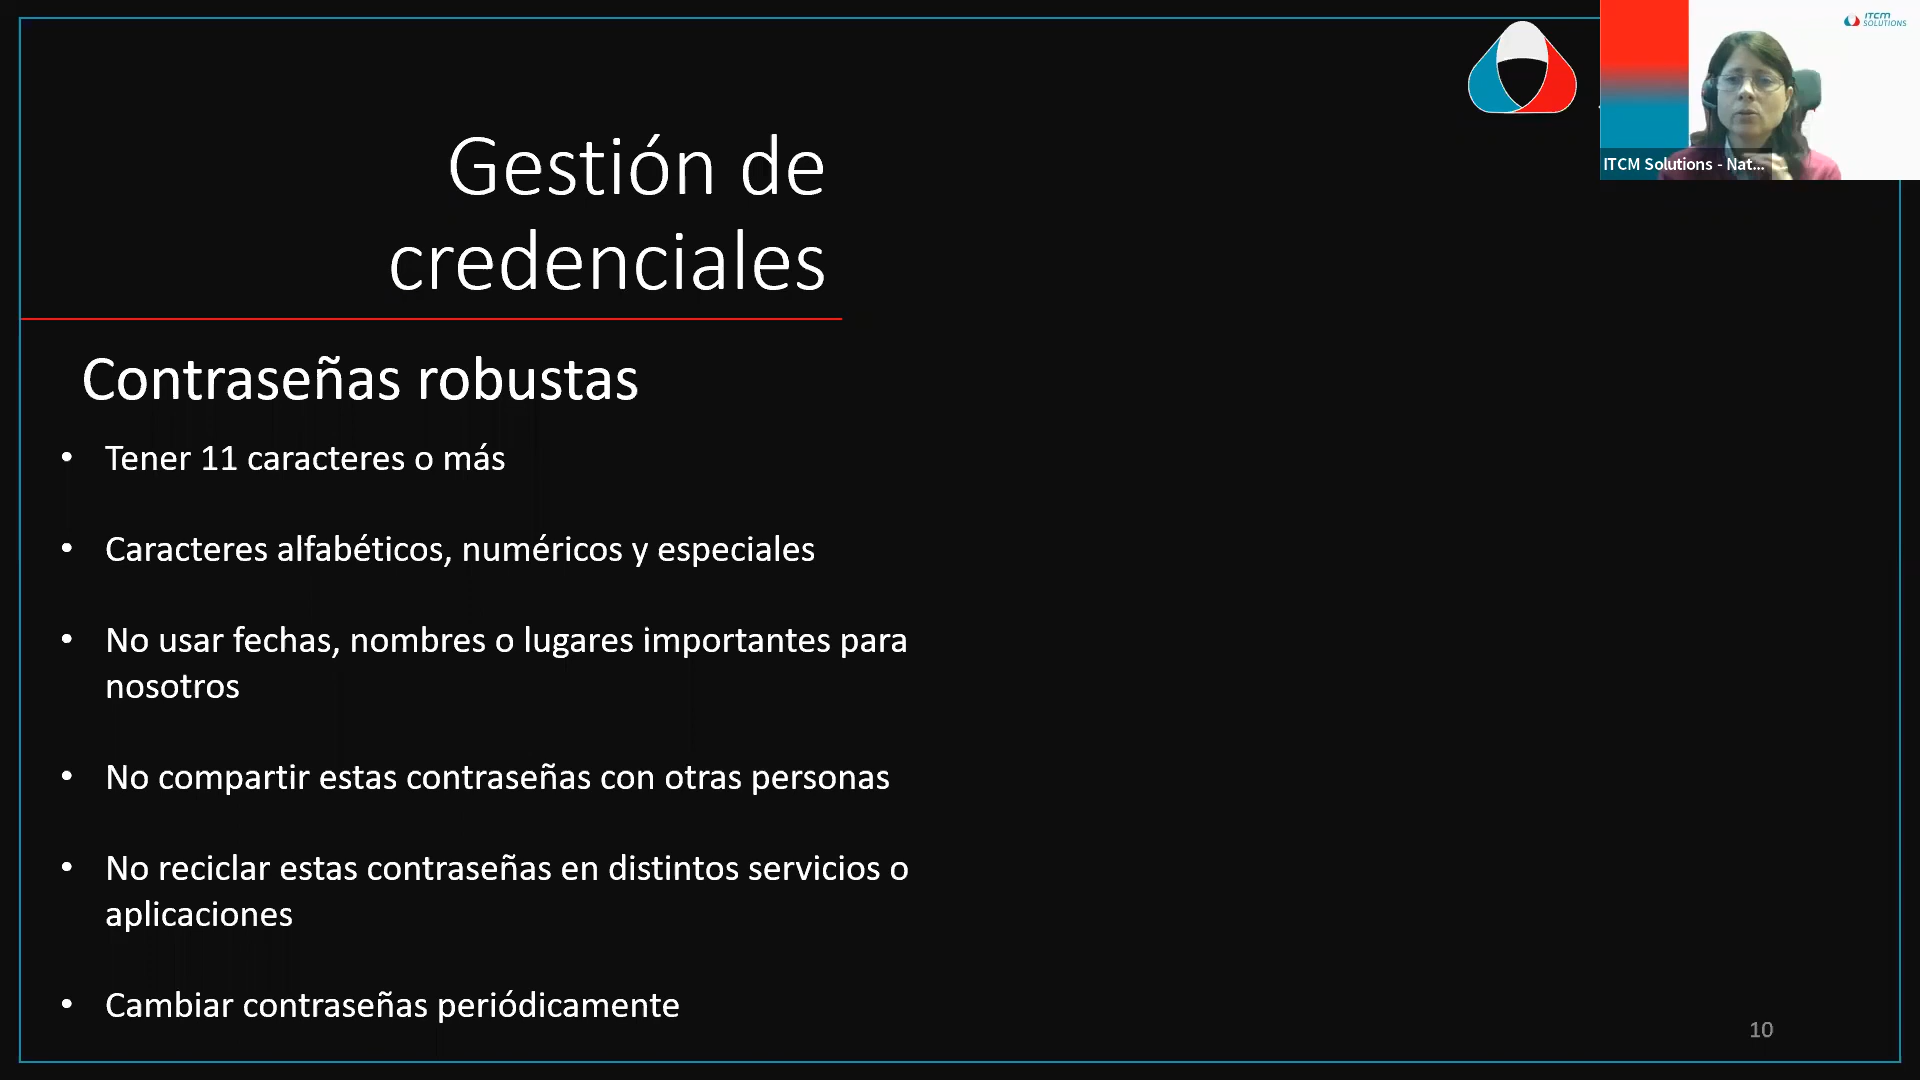 ITCM
SOLUTIONS
ITCM Solutions - Nat...
Gestión de
credenciales
Contraseñas robustas
• Tener 11 caracteres o más
• Caracteres alfabéticos, numéricos y especiales
• No usar fechas, nombres o lugares importantes para
nosotros
• No compartir estas contraseñas con otras personas
• No reciclar estas contraseñas en distintos servicios o
aplicaciones
• Cambiar contraseñas periódicamente
10